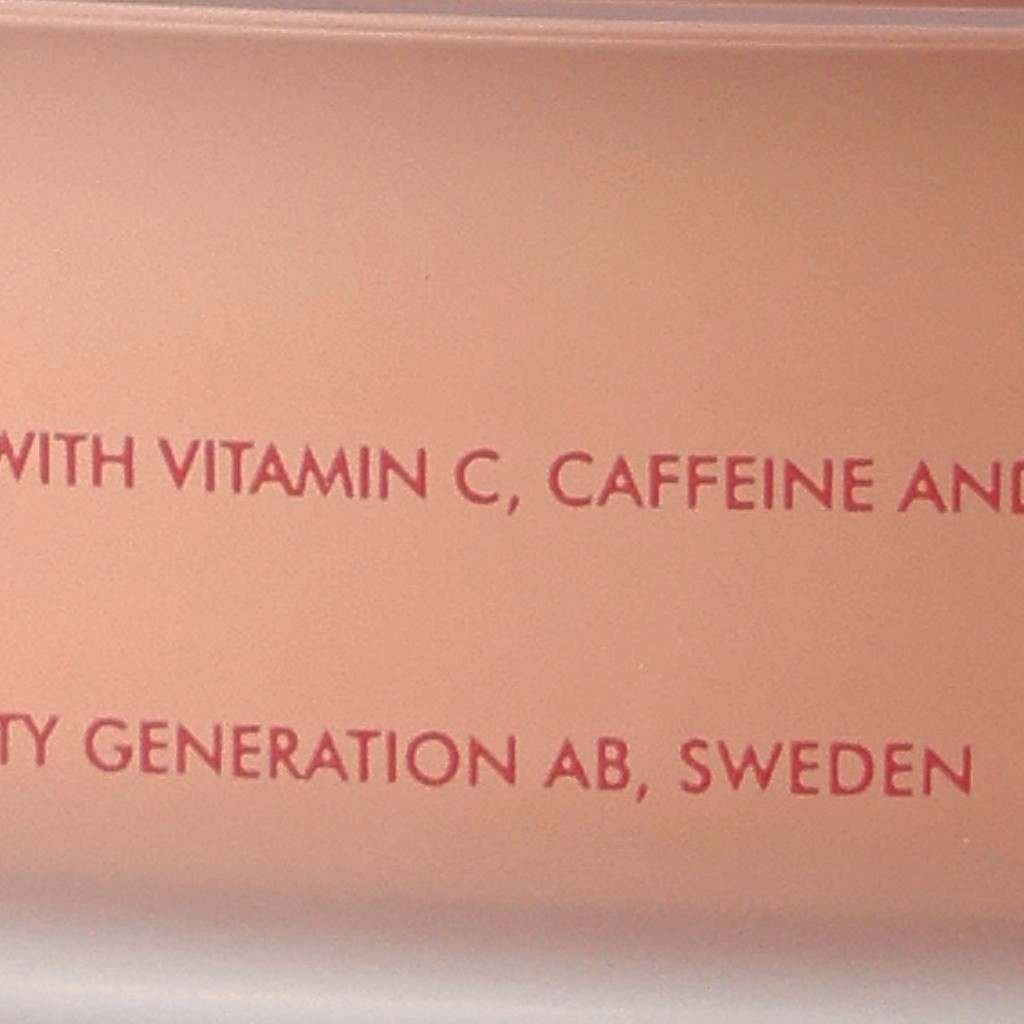 WITH VITAMIN C, CAFFEINE AND
TY GENERATION AB, SWEDEN